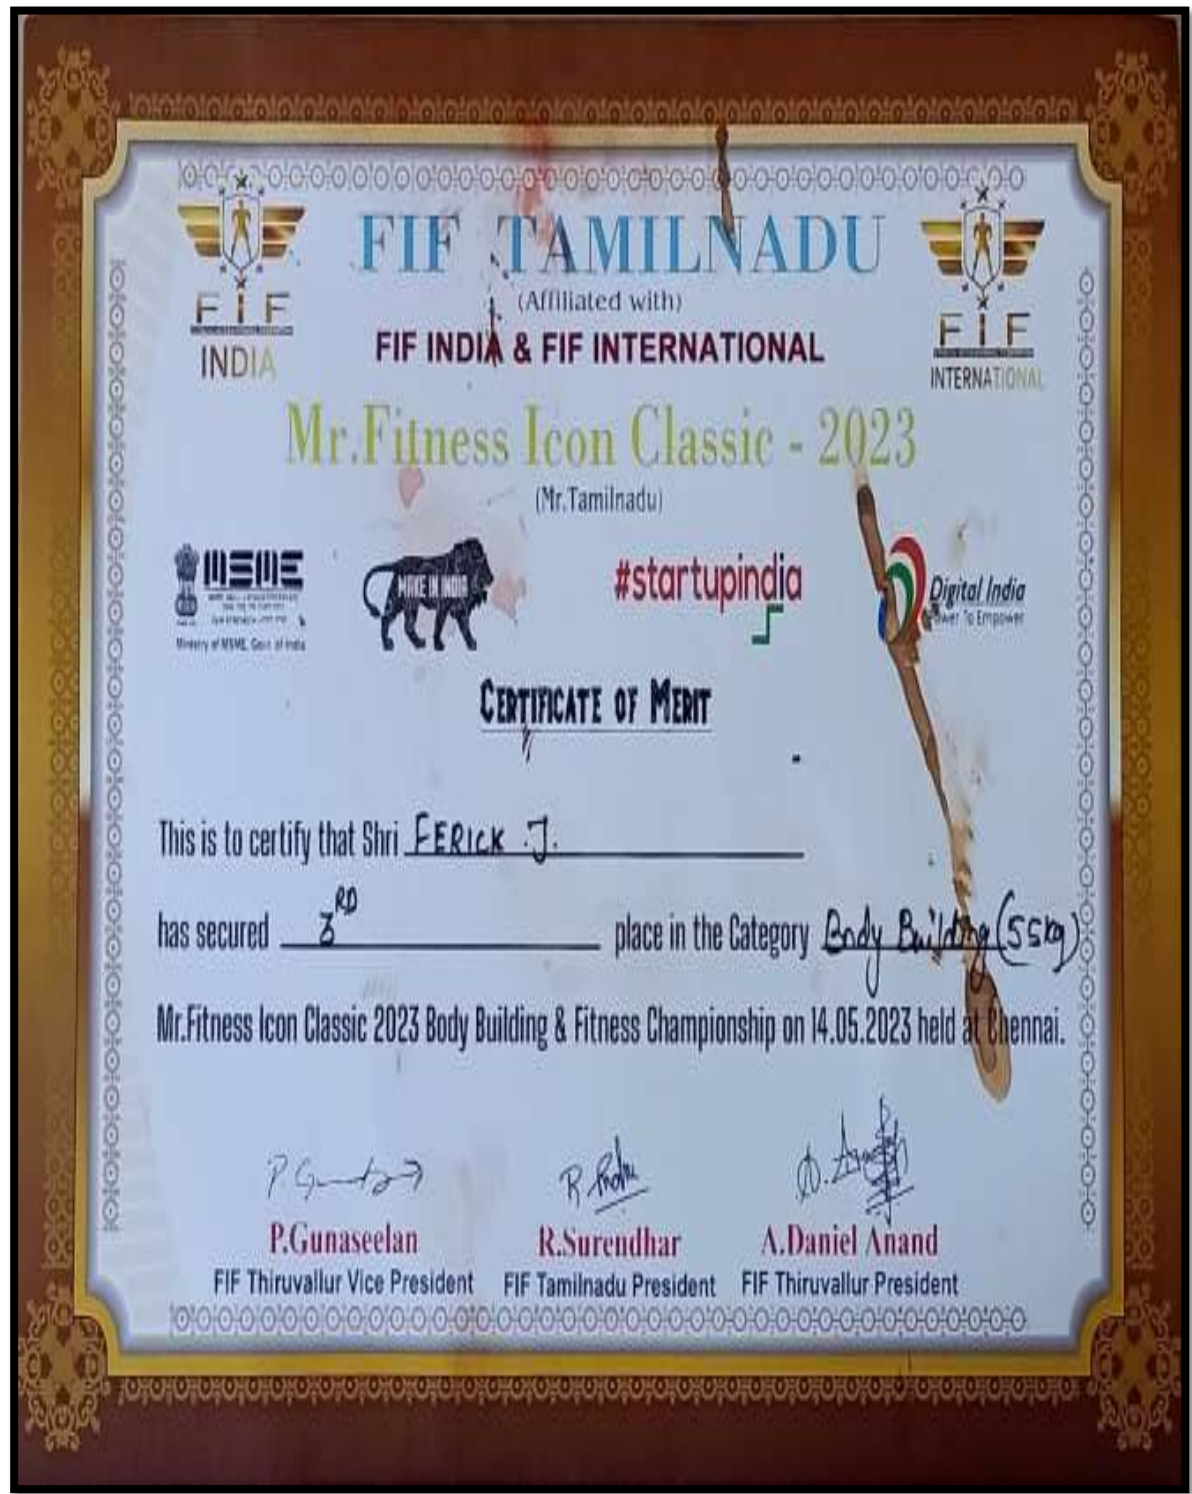 FIF TAMILNADU
(Affiliated with)
FIF INDIA & FIF INTERNATIONAL
FIF
INDIA
FIF
INTERNATIONAL
Mr.Fitness Icon Classic - 2023
(Mr.Tamilnadu)
MSME
Ministry of MSME, Govt. of India
MAKE IN INDIA
#startupindia
Digital India
Power To Empower
CERTIFICATE OF MERIT
This is to certify that Shri FERICK .J.
has secured 3RD place in the Category Body Building (55kg)
Mr.Fitness Icon Classic 2023 Body Building & Fitness Championship on 14.05.2023 held at Chennai.
P.Gunaseelan
FIF Thiruvallur Vice President
R.Surendhar
FIF Tamilnadu President
A.Daniel Anand
FIF Thiruvallur President